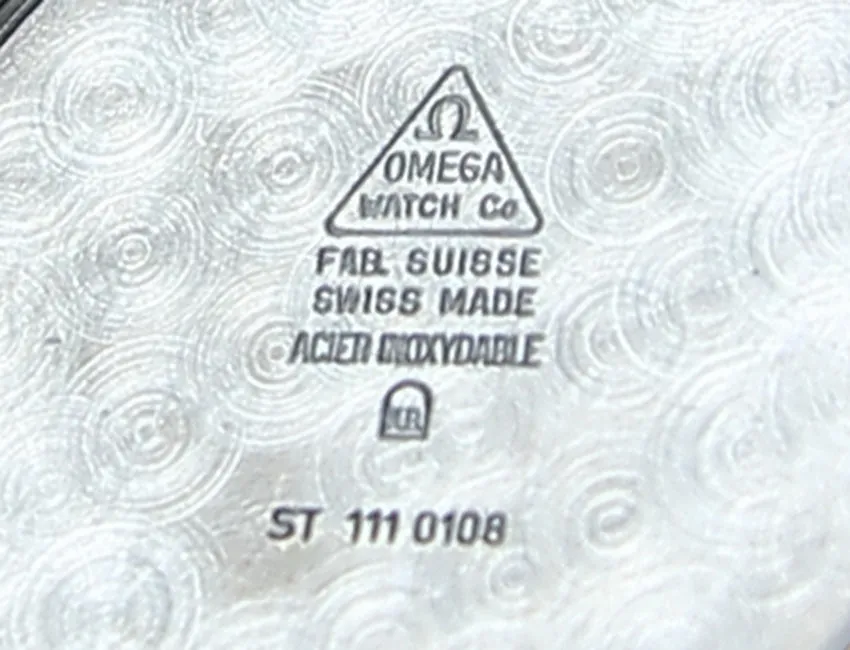 Ω
OMEGA
WATCH Co
FAB. SUISSE
SWISS MADE
ACIER INOXYDABLE
ST 111 0108